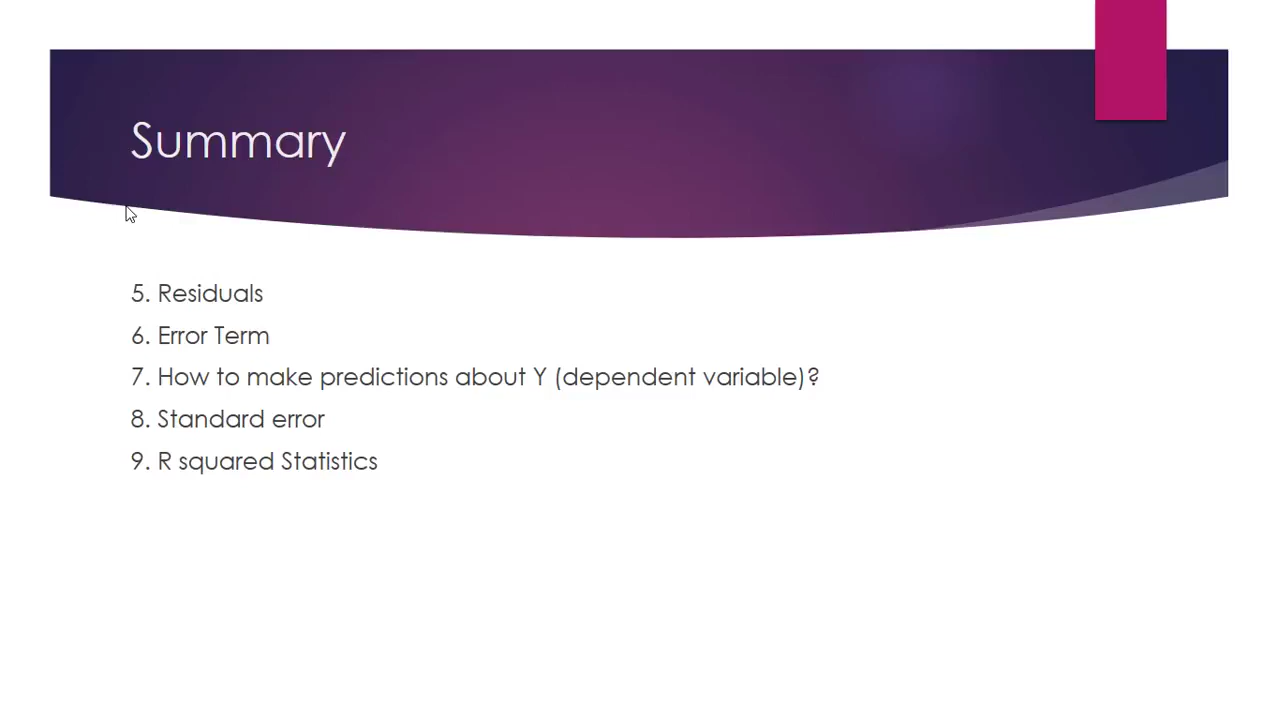 Summary
5. Residuals
6. Error Term
7. How to make predictions about Y (dependent variable)?
8. Standard error
9. R squared Statistics